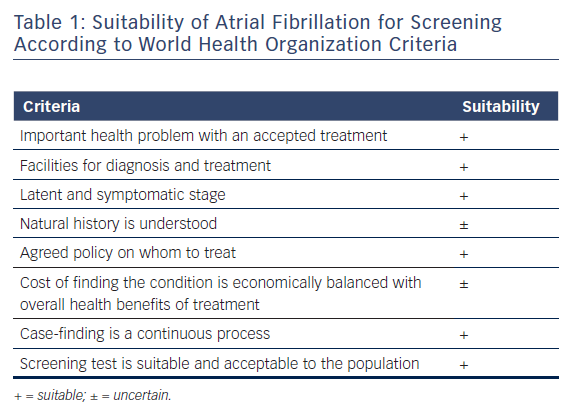 Table 1: Suitability of Atrial Fibrillation for Screening
According to World Health Organization Criteria
Criteria Suitability
Important health problem with an accepted treatment +
Facilities for diagnosis and treatment +
Latent and symptomatic stage +
Natural history is understood ±
Agreed policy on whom to treat +
Cost of finding the condition is economically balanced with ±
overall health benefits of treatment
Case-finding is a continuous process +
Screening test is suitable and acceptable to the population +
+ = suitable; ± = uncertain.